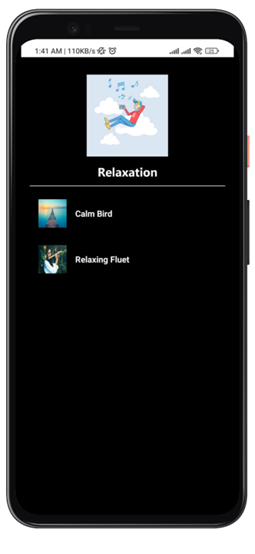 1:41 AM | 110KB/s
Relaxation
Calm Bird
Relaxing Fluet